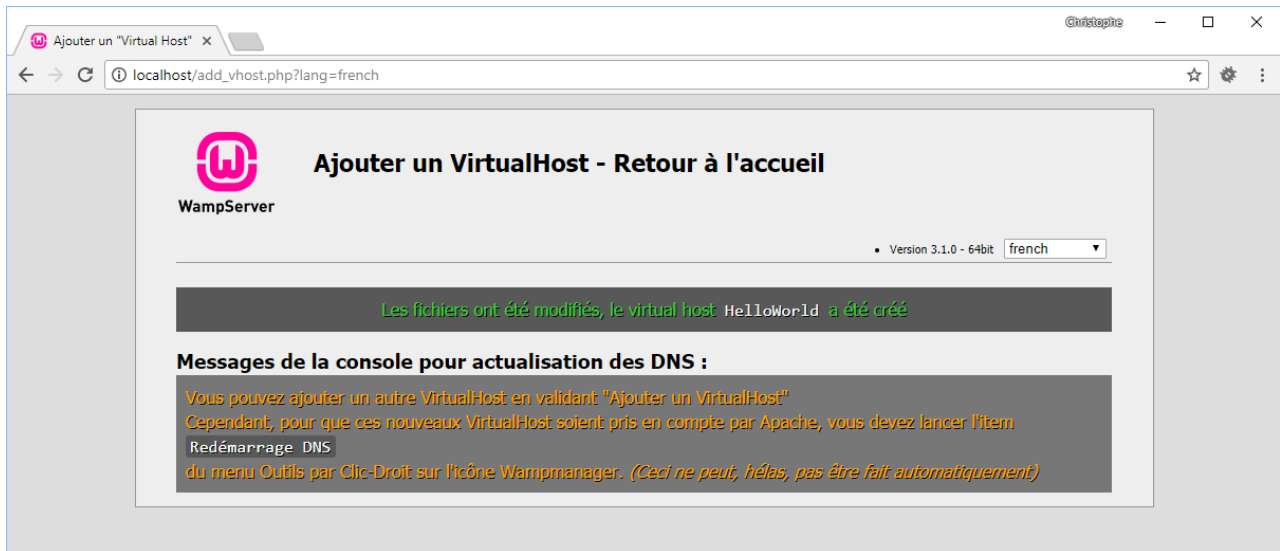 Christophe
Ajouter un "Virtual Host"
localhost/add_vhost.php?lang=french
Ajouter un VirtualHost - Retour à l'accueil
WampServer
• Version 3.1.0 - 64bit french
Les fichiers ont été modifiés, le virtual host HelloWorld a été créé
Messages de la console pour actualisation des DNS :
Vous pouvez ajouter un autre VirtualHost en validant "Ajouter un VirtualHost"
Cependant, pour que ces nouveaux VirtualHost soient pris en compte par Apache, vous devez lancer l'item
Redémarrage DNS
du menu Outils par Clic-Droit sur l'icône Wampmanager. (Ceci ne peut, hélas, pas être fait automatiquement)